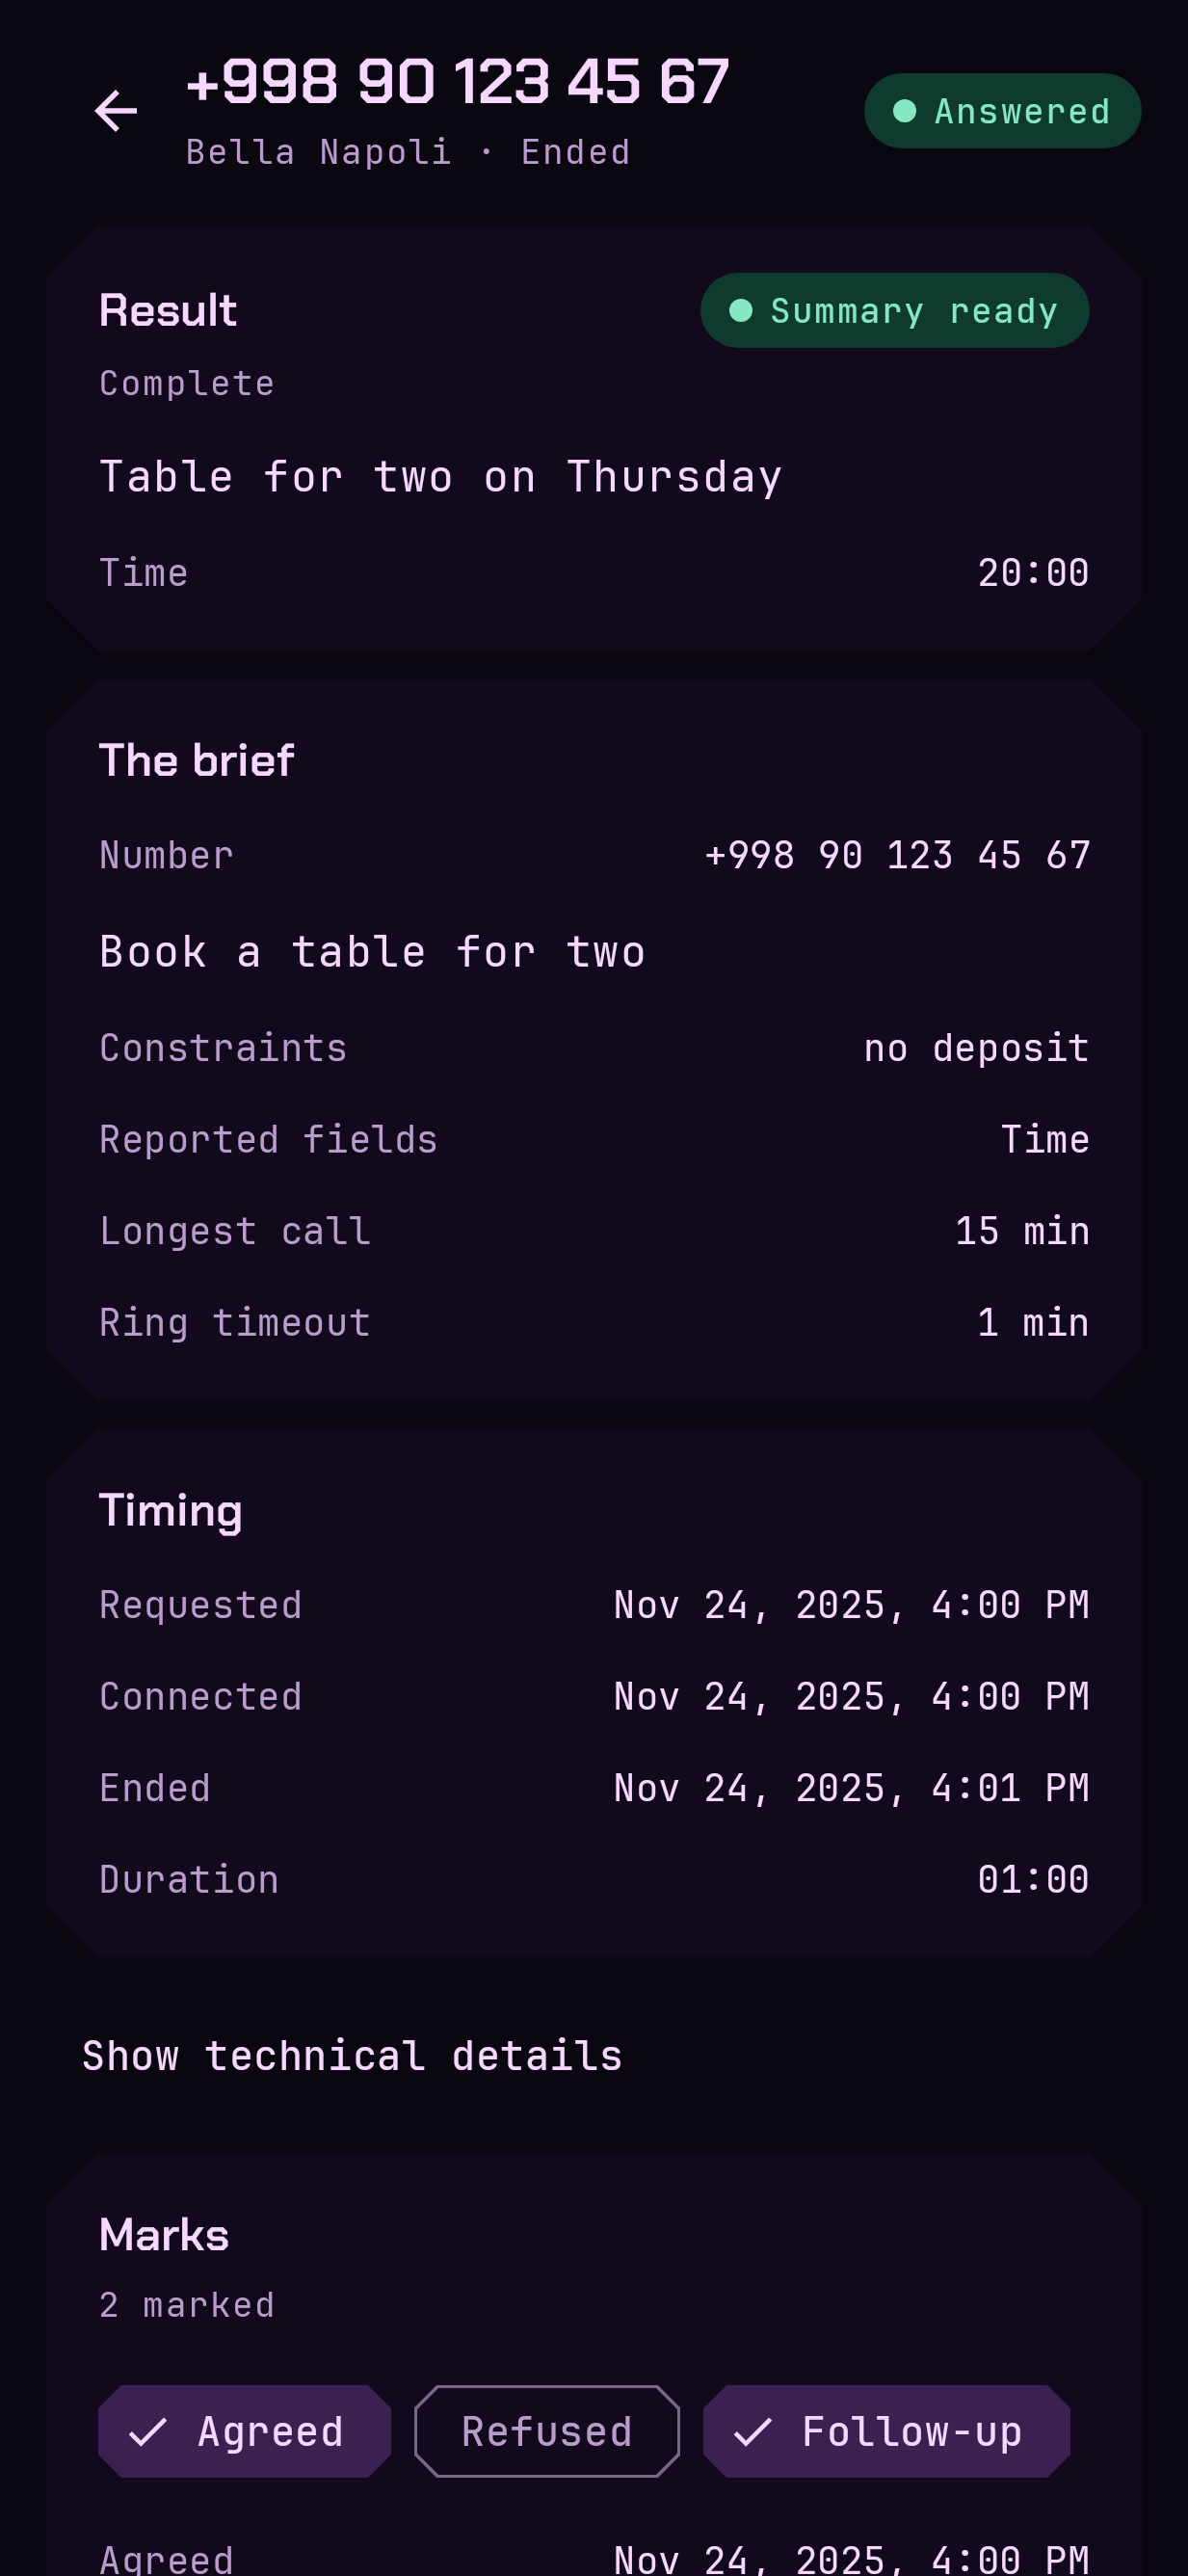 +998 90 123 45 67
Bella Napoli · Ended
Answered
Result
Summary ready
Complete
Table for two on Thursday
Time 20:00
The brief
Number +998 90 123 45 67
Book a table for two
Constraints no deposit
Reported fields Time
Longest call 15 min
Ring timeout 1 min
Timing
Requested Nov 24, 2025, 4:00 PM
Connected Nov 24, 2025, 4:00 PM
Ended Nov 24, 2025, 4:01 PM
Duration 01:00
Show technical details
Marks
2 marked
Agreed Refused Follow-up
Agreed Nov 24, 2025, 4:00 PM